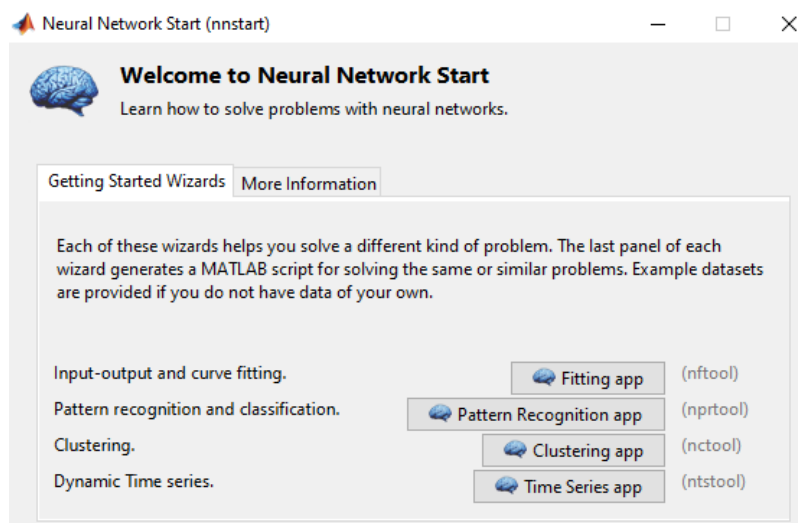 Neural Network Start (nnstart)
Welcome to Neural Network Start
Learn how to solve problems with neural networks.
Getting Started Wizards More Information
Each of these wizards helps you solve a different kind of problem. The last panel of each
wizard generates a MATLAB script for solving the same or similar problems. Example datasets
are provided if you do not have data of your own.
Input-output and curve fitting. Fitting app (nftool)
Pattern recognition and classification. Pattern Recognition app (nprtool)
Clustering. Clustering app (nctool)
Dynamic Time series. Time Series app (ntstool)